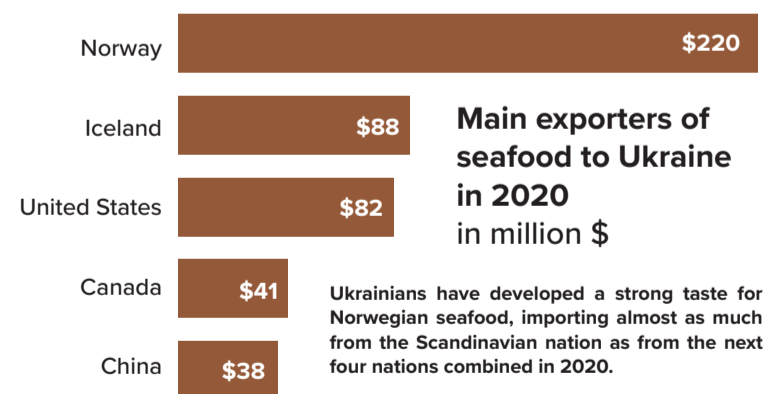 Norway
$220
Iceland
$88
United States
$82
Canada
$41
China
$38
Main exporters of
seafood to Ukraine
in 2020
in million $
Ukrainians have developed a strong taste for
Norwegian seafood, importing almost as much
from the Scandinavian nation as from the next
four nations combined in 2020.